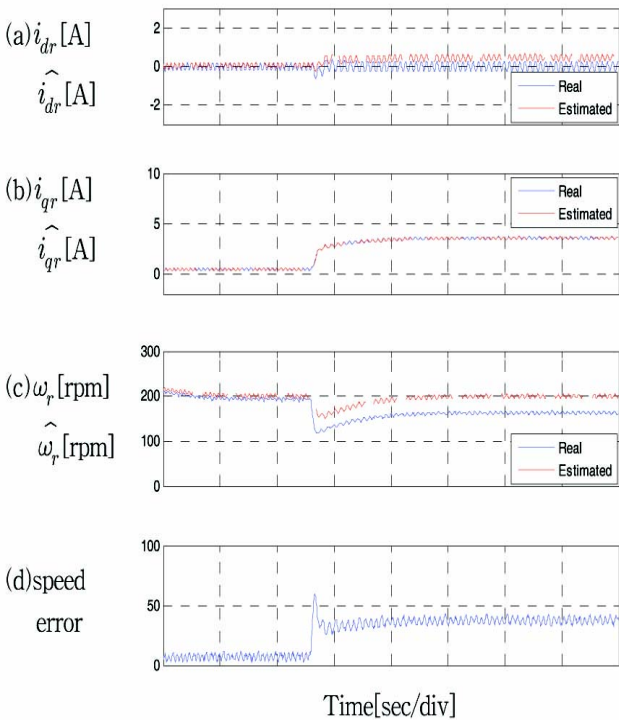 (a) i_dr [A]
î_dr [A]
2
0
-2
Real
Estimated
(b) i_qr [A]
î_qr [A]
10
5
0
Real
Estimated
(c) ω_r [rpm]
ω̂_r [rpm]
300
200
100
0
Real
Estimated
(d) speed
error
100
50
0
Time[sec/div]